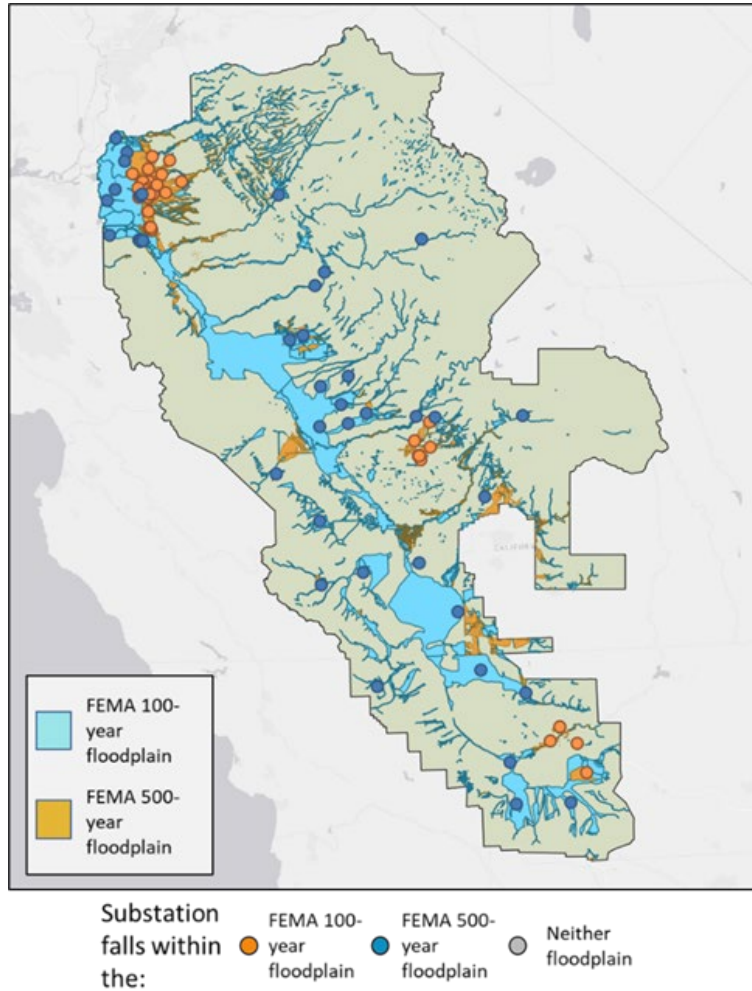 CALIFORNIA
FEMA 100-
year
floodplain
FEMA 500-
year
floodplain
Substation
falls within
the:
FEMA 100-
year
floodplain
FEMA 500-
year
floodplain
Neither
floodplain